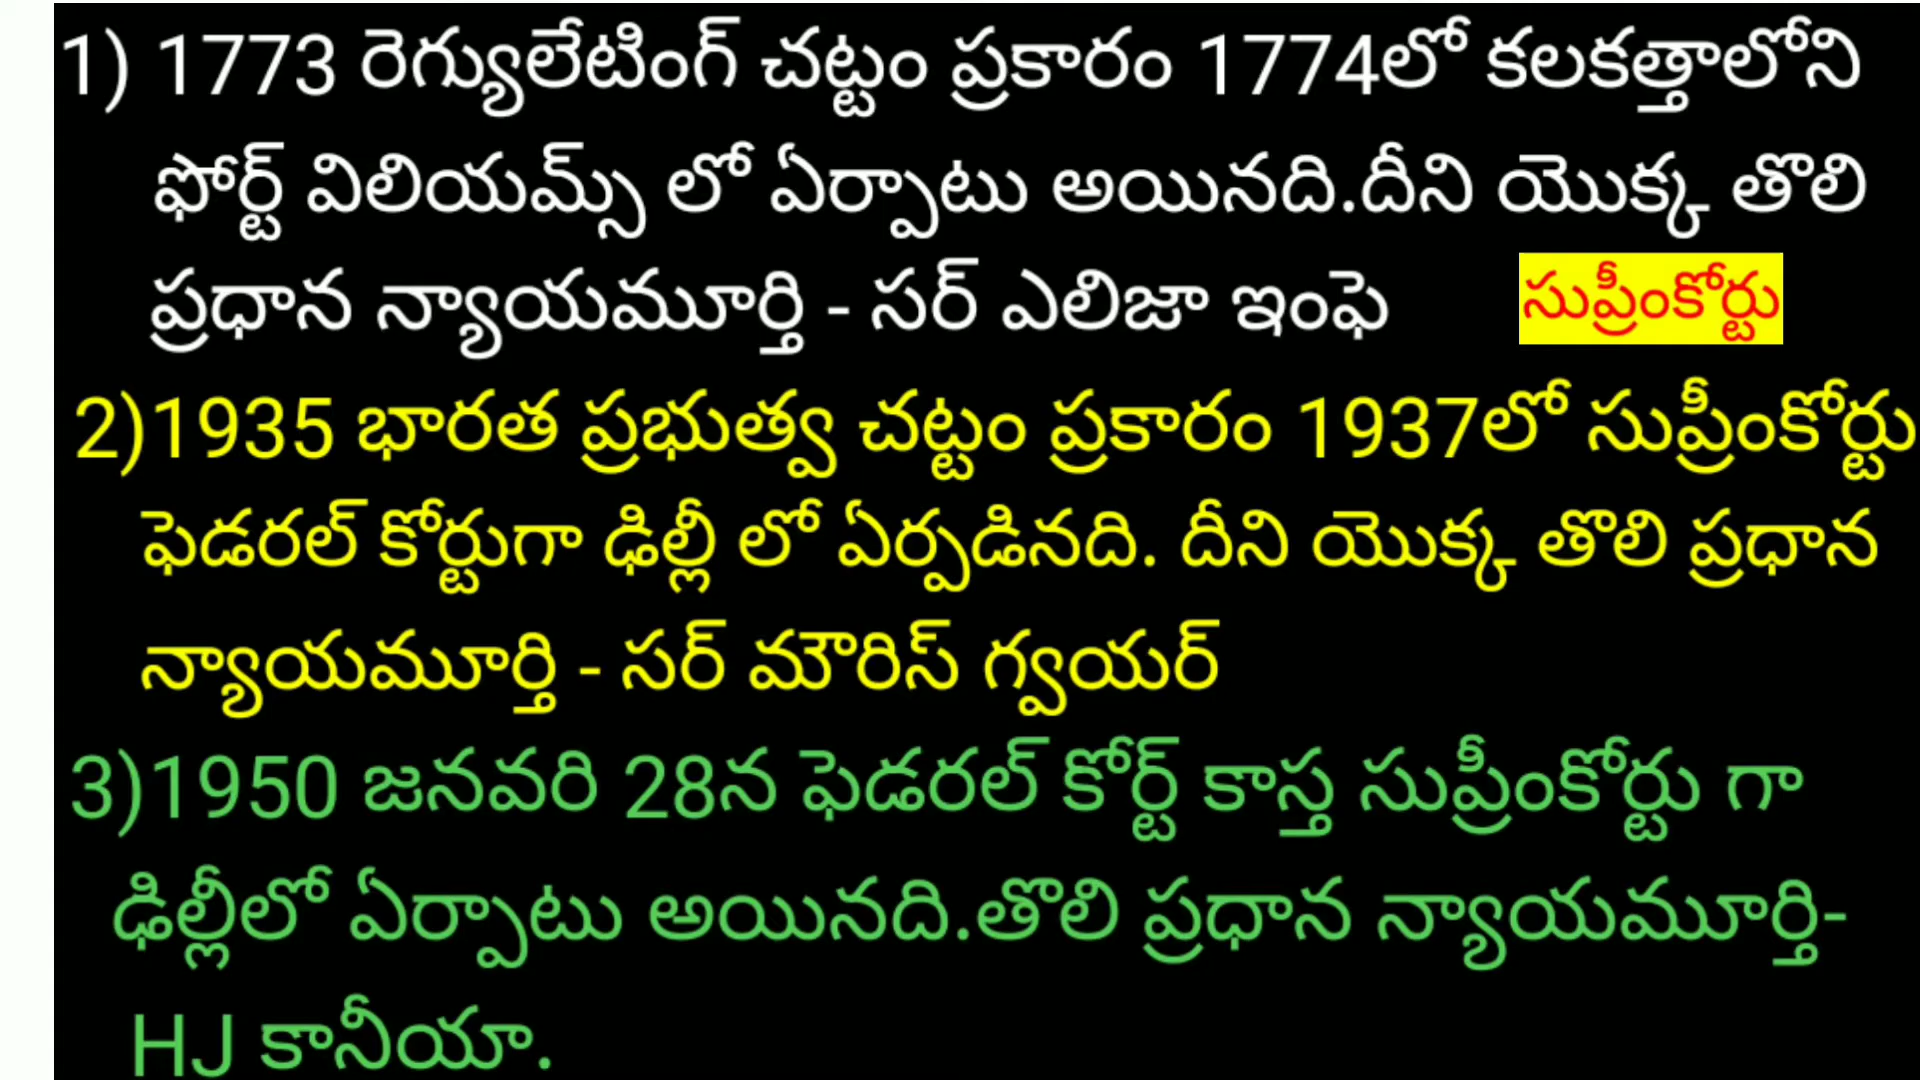 1) 1773 రెగ్యులేటింగ్ చట్టం ప్రకారం 1774లో కలకత్తాలోని
ఫోర్ట్ విలియమ్స్ లో ఏర్పాటు అయినది.దీని యొక్క తొలి
ప్రధాన న్యాయమూర్తి - సర్ ఎలిజా ఇంఫె
సుప్రీంకోర్టు
2)1935 భారత ప్రభుత్వ చట్టం ప్రకారం 1937లో సుప్రీంకోర్టు
ఫెడరల్ కోర్టుగా ఢిల్లీ లో ఏర్పడినది. దీని యొక్క తొలి ప్రధాన
న్యాయమూర్తి - సర్ మౌరిస్ గ్వయర్
3)1950 జనవరి 28న ఫెడరల్ కోర్ట్ కాస్త సుప్రీంకోర్టు గా
ఢిల్లీలో ఏర్పాటు అయినది.తొలి ప్రధాన న్యాయమూర్తి-
HJ కానీయా.